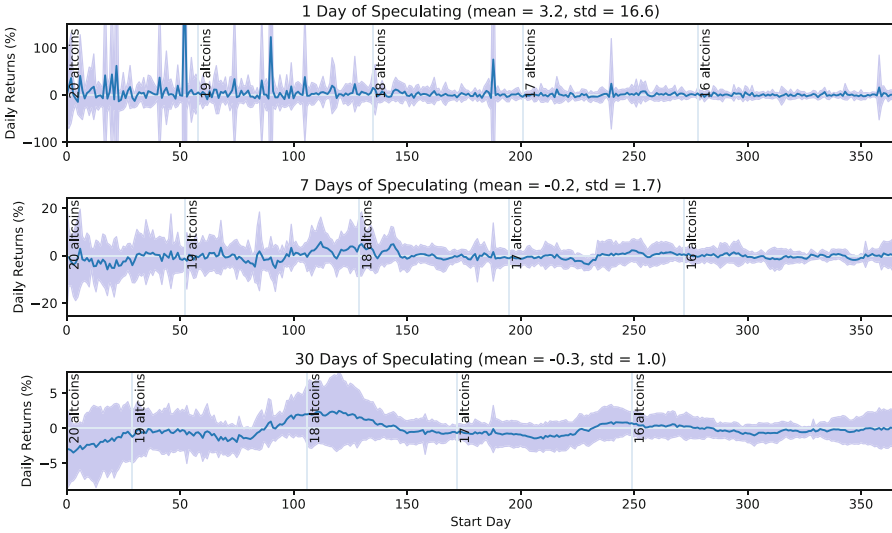 1 Day of Speculating (mean = 3.2, std = 16.6)
Daily Returns (%)
100
0
−100
20 altcoins
19 altcoins
18 altcoins
17 altcoins
16 altcoins
0 50 100 150 200 250 300 350
7 Days of Speculating (mean = -0.2, std = 1.7)
Daily Returns (%)
20
0
−20
20 altcoins
19 altcoins
18 altcoins
17 altcoins
16 altcoins
0 50 100 150 200 250 300 350
30 Days of Speculating (mean = -0.3, std = 1.0)
Daily Returns (%)
5
0
−5
20 altcoins
19 altcoins
18 altcoins
17 altcoins
16 altcoins
0 50 100 150 200 250 300 350
Start Day